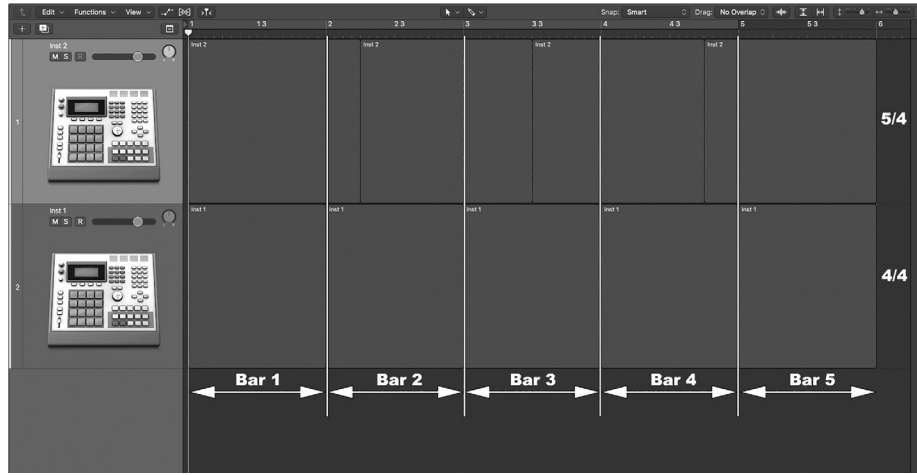 Edit Functions View Snap: Smart Drag: No Overlap
1 1 3 2 2 3 3 3 3 4 4 3 5 5 3 6
Inst 2
M S R
1
Inst 2 Inst 2 Inst 2 Inst 2
5/4
Inst 1
M S R
2
Inst 1 Inst 1 Inst 1 Inst 1 Inst 1
4/4
Bar 1 Bar 2 Bar 3 Bar 4 Bar 5